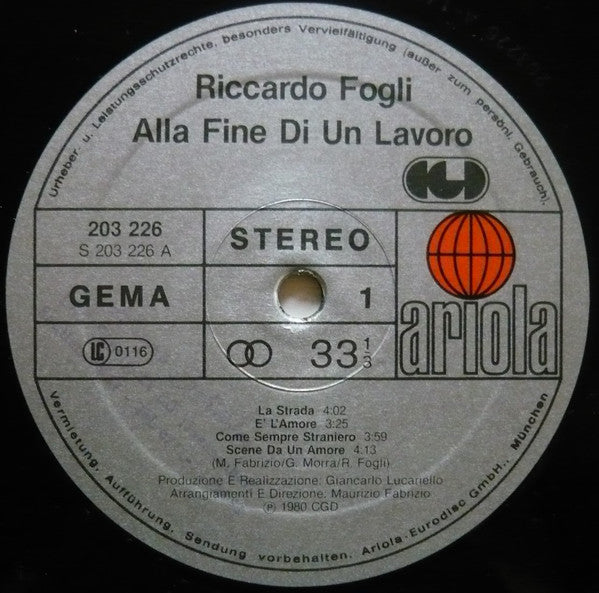 Urheber- u. Leistungsschutzrechte, besonders Vervielfältigung (außer zum persönl. Gebrauch),
Riccardo Fogli
Alla Fine Di Un Lavoro
203 226
S 203 226 A
STEREO
GEMA
1
ariola
LC 0116
33 1/3
La Strada 4:02
E' L'Amore 3:25
Come Sempre Straniero 3:59
Scene Da Un Amore 4:13
(M. Fabrizio/G. Morra/R. Fogli)
Produzione E Realizzazione: Giancarlo Lucariello
Arrangiamenti E Direzione: Maurizio Fabrizio
℗ 1980 CGD
Vermietung, Aufführung, Sendung vorbehalten. Ariola-Eurodisc GmbH., München